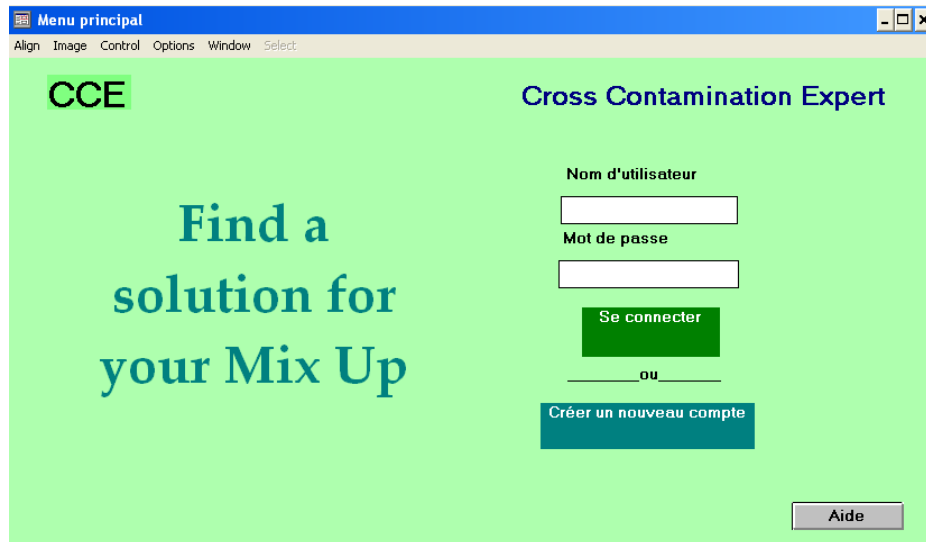 Menu principal
Align Image Control Options Window Select
CCE
Cross Contamination Expert
Find a
solution for
your Mix Up
Nom d'utilisateur
Mot de passe
Se connecter
_________ou________
Créer un nouveau compte
Aide